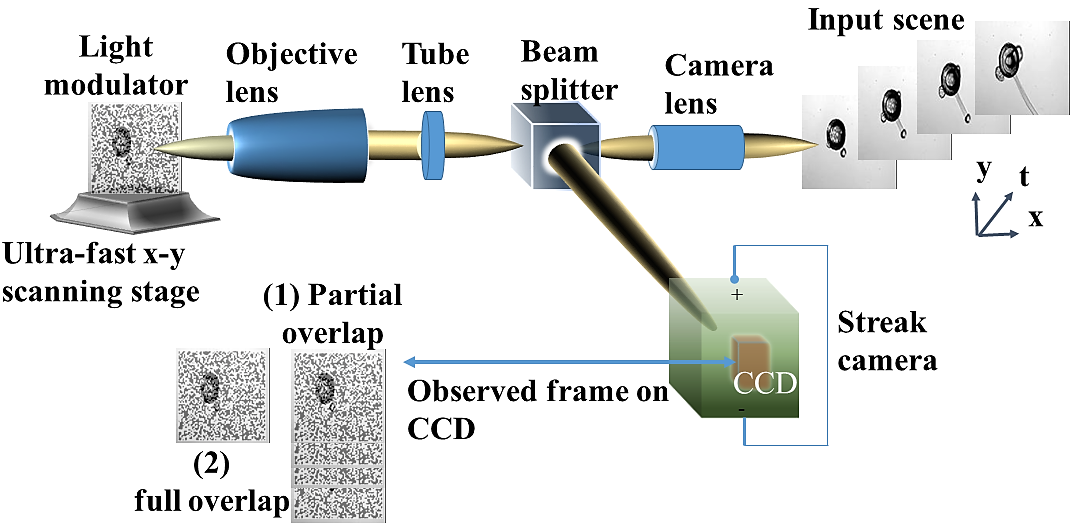 Light
modulator
Objective
lens
Tube
lens
Beam
splitter
Camera
lens
Input scene
y
t
x
Ultra-fast x-y
scanning stage
(1) Partial
overlap
+
Streak
camera
CCD
-
Observed frame on
CCD
(2)
full overlap